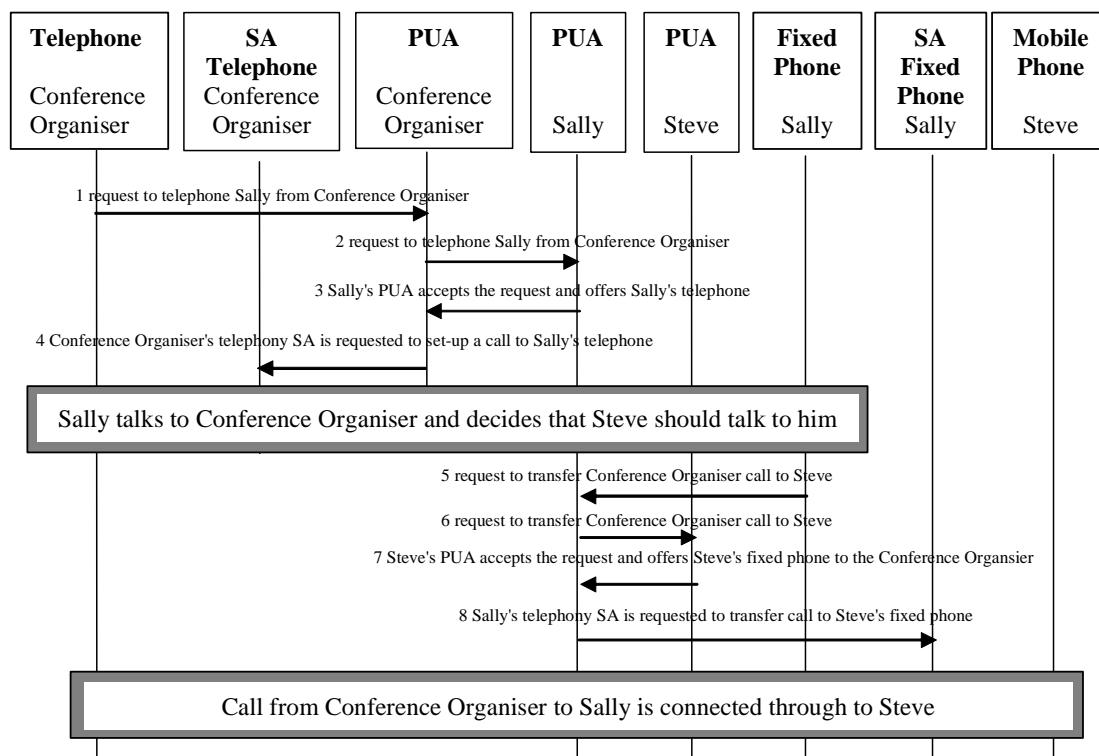 Telephone
Conference
Organiser
SA
Telephone
Conference
Organiser
PUA
Conference
Organiser
PUA
Sally
PUA
Steve
Fixed
Phone
Sally
SA
Fixed
Phone
Sally
Mobile
Phone
Steve
1 request to telephone Sally from Conference Organiser
2 request to telephone Sally from Conference Organiser
3 Sally's PUA accepts the request and offers Sally's telephone
4 Conference Organiser's telephony SA is requested to set-up a call to Sally's telephone
Sally talks to Conference Organiser and decides that Steve should talk to him
5 request to transfer Conference Organiser call to Steve
6 request to transfer Conference Organiser call to Steve
7 Steve's PUA accepts the request and offers Steve's fixed phone to the Conference Organsier
8 Sally's telephony SA is requested to transfer call to Steve's fixed phone
Call from Conference Organiser to Sally is connected through to Steve